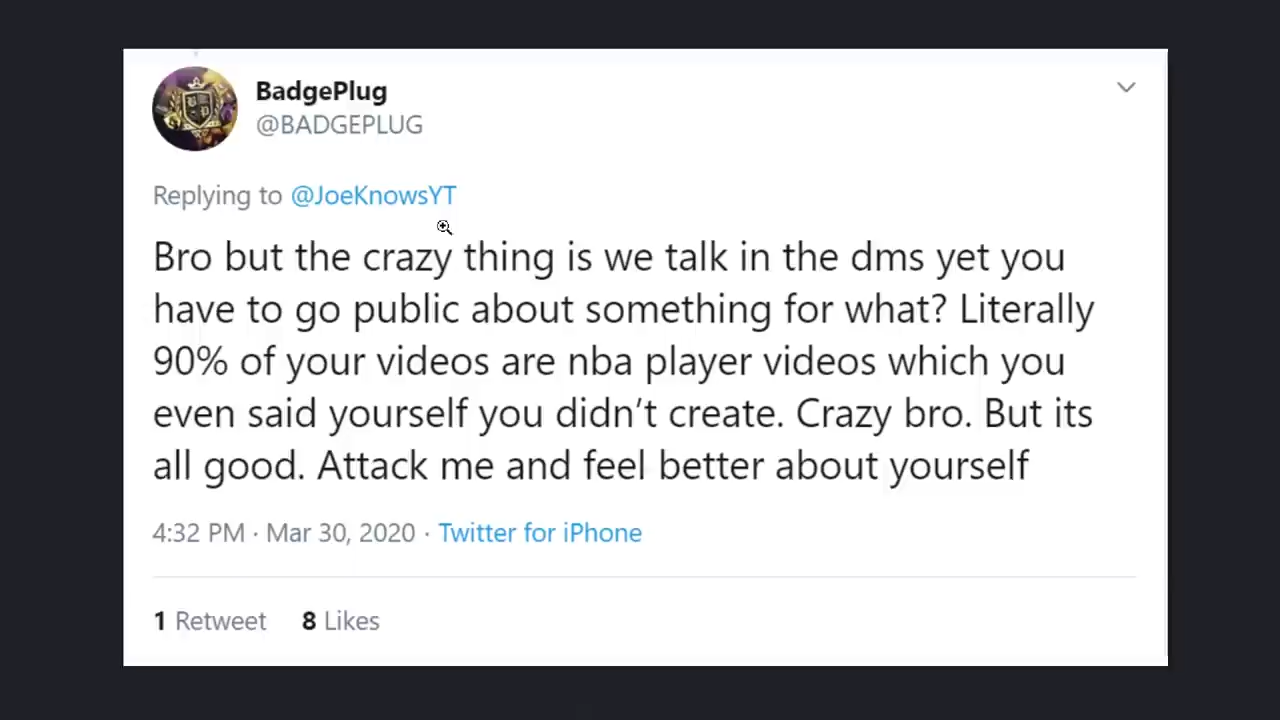 BadgePlug
@BADGEPLUG
Replying to @JoeKnowsYT
Bro but the crazy thing is we talk in the dms yet you
have to go public about something for what? Literally
90% of your videos are nba player videos which you
even said yourself you didn't create. Crazy bro. But its
all good. Attack me and feel better about yourself
4:32 PM · Mar 30, 2020 · Twitter for iPhone
1 Retweet 8 Likes